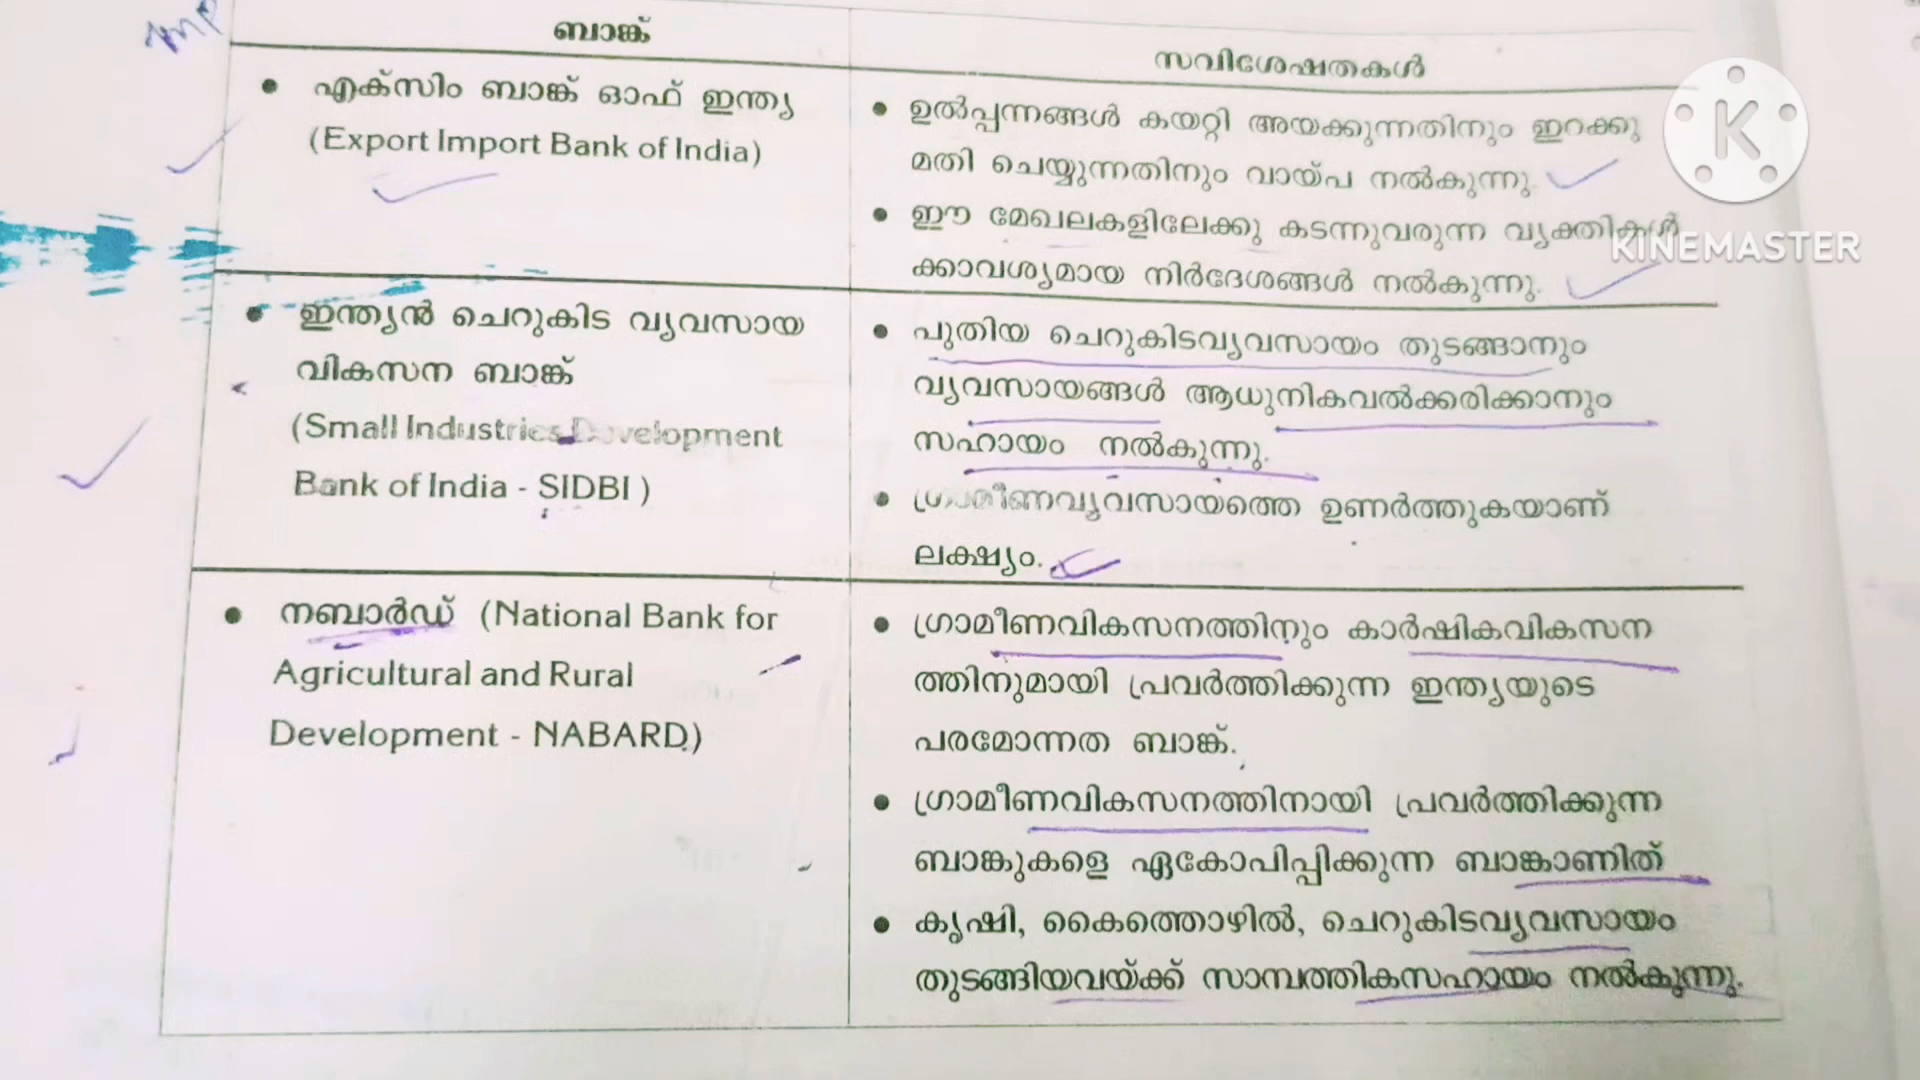 Imp
ബാങ്ക്
സവിശേഷതകൾ
• എക്സിം ബാങ്ക് ഓഫ് ഇന്ത്യ
(Export Import Bank of India)
• ഉൽപ്പന്നങ്ങൾ കയറ്റി അയക്കുന്നതിനും ഇറക്കു
മതി ചെയ്യുന്നതിനും വായ്പ നൽകുന്നു.
• ഈ മേഖലകളിലേക്കു കടന്നുവരുന്ന വ്യക്തികൾ
ക്കാവശ്യമായ നിർദേശങ്ങൾ നൽകുന്നു.
• ഇന്ത്യൻ ചെറുകിട വ്യവസായ
വികസന ബാങ്ക്
(Small Industries Development
Bank of India - SIDBI )
• പുതിയ ചെറുകിടവ്യവസായം തുടങ്ങാനും
വ്യവസായങ്ങൾ ആധുനികവൽക്കരിക്കാനും
സഹായം നൽകുന്നു.
• ഗ്രാമീണവ്യവസായത്തെ ഉണർത്തുകയാണ്
ലക്ഷ്യം.
• നബാർഡ് (National Bank for
Agricultural and Rural
Development - NABARD)
• ഗ്രാമീണവികസനത്തിനും കാർഷികവികസന
ത്തിനുമായി പ്രവർത്തിക്കുന്ന ഇന്ത്യയുടെ
പരമോന്നത ബാങ്ക്.
• ഗ്രാമീണവികസനത്തിനായി പ്രവർത്തിക്കുന്ന
ബാങ്കുകളെ ഏകോപിപ്പിക്കുന്ന ബാങ്കാണിത്
• കൃഷി, കൈത്തൊഴിൽ, ചെറുകിടവ്യവസായം
തുടങ്ങിയവയ്ക്ക് സാമ്പത്തികസഹായം നൽകുന്നു.
K
KINEMASTER